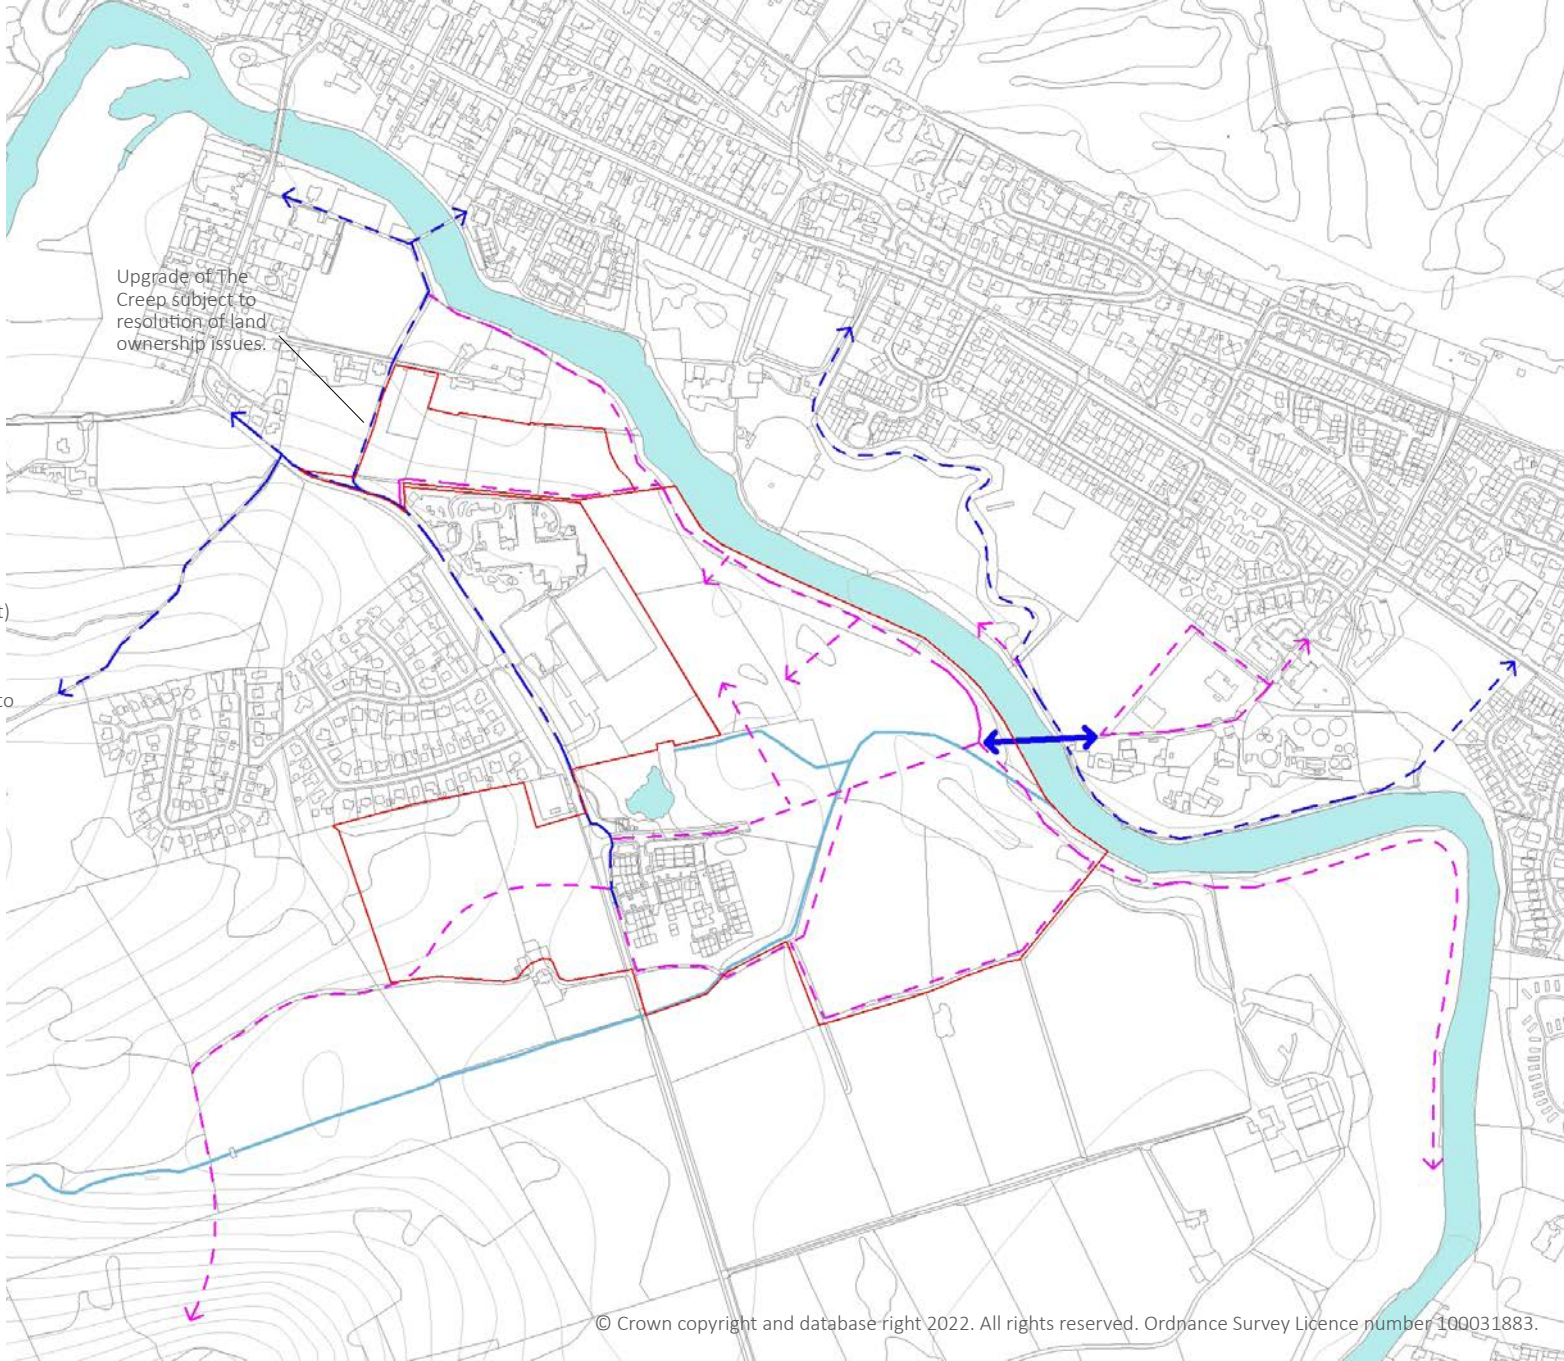 Upgrade of The
Creep subject to
resolution of land
ownership issues.
t)
to
© Crown copyright and database right 2022. All rights reserved. Ordnance Survey Licence number 100031883.